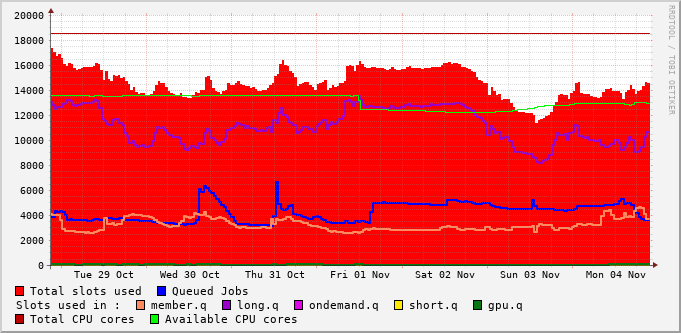 20000
18000
16000
14000
12000
10000
8000
6000
4000
2000
0
Tue 29 Oct Wed 30 Oct Thu 31 Oct Fri 01 Nov Sat 02 Nov Sun 03 Nov Mon 04 Nov
RRDTOOL / TOBI OETIKER
Total slots used Queued Jobs
Slots used in : member.q long.q ondemand.q short.q gpu.q
Total CPU cores Available CPU cores